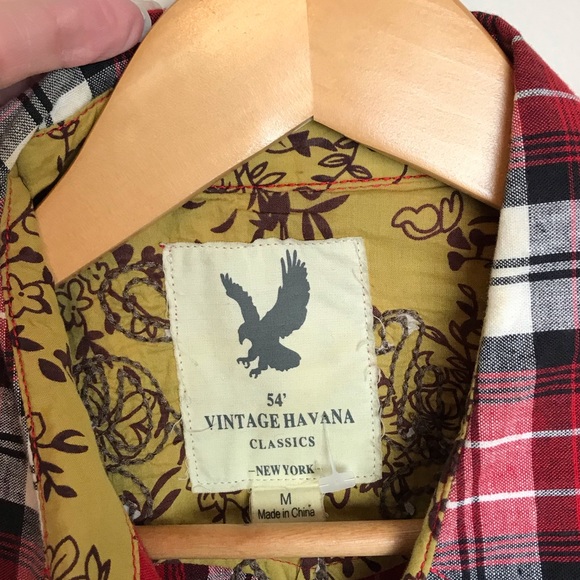 54'
VINTAGE HAVANA
CLASSICS
–NEW YORK–
M
Made in China